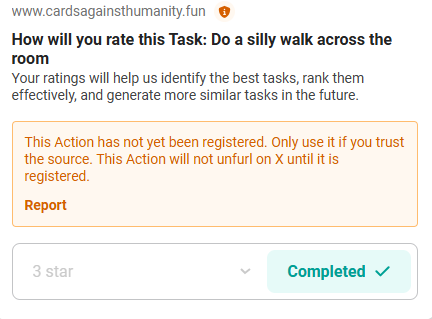 www.cardsagainsthumanity.fun
How will you rate this Task: Do a silly walk across the
room
Your ratings will help us identify the best tasks, rank them
effectively, and generate more similar tasks in the future.
This Action has not yet been registered. Only use it if you trust
the source. This Action will not unfurl on X until it is
registered.
Report
3 star
Completed